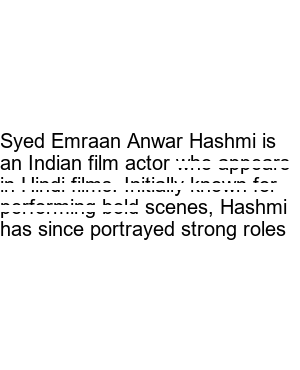 Syed Emraan Anwar Hashmi is
an Indian film actor who appears
in Hindi films. Initially known for
performing bold scenes, Hashmi
has since portrayed strong roles